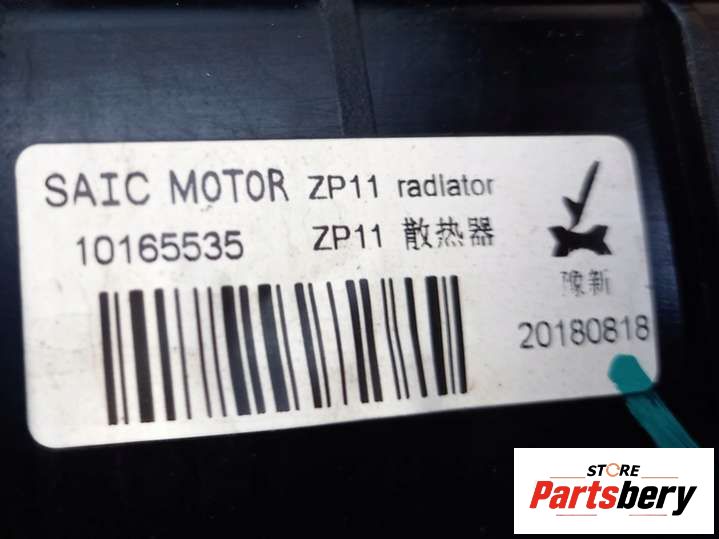 SAIC MOTOR ZP11 radiator
10165535 ZP11 散热器
豫新
20180818
STORE
Partsbery